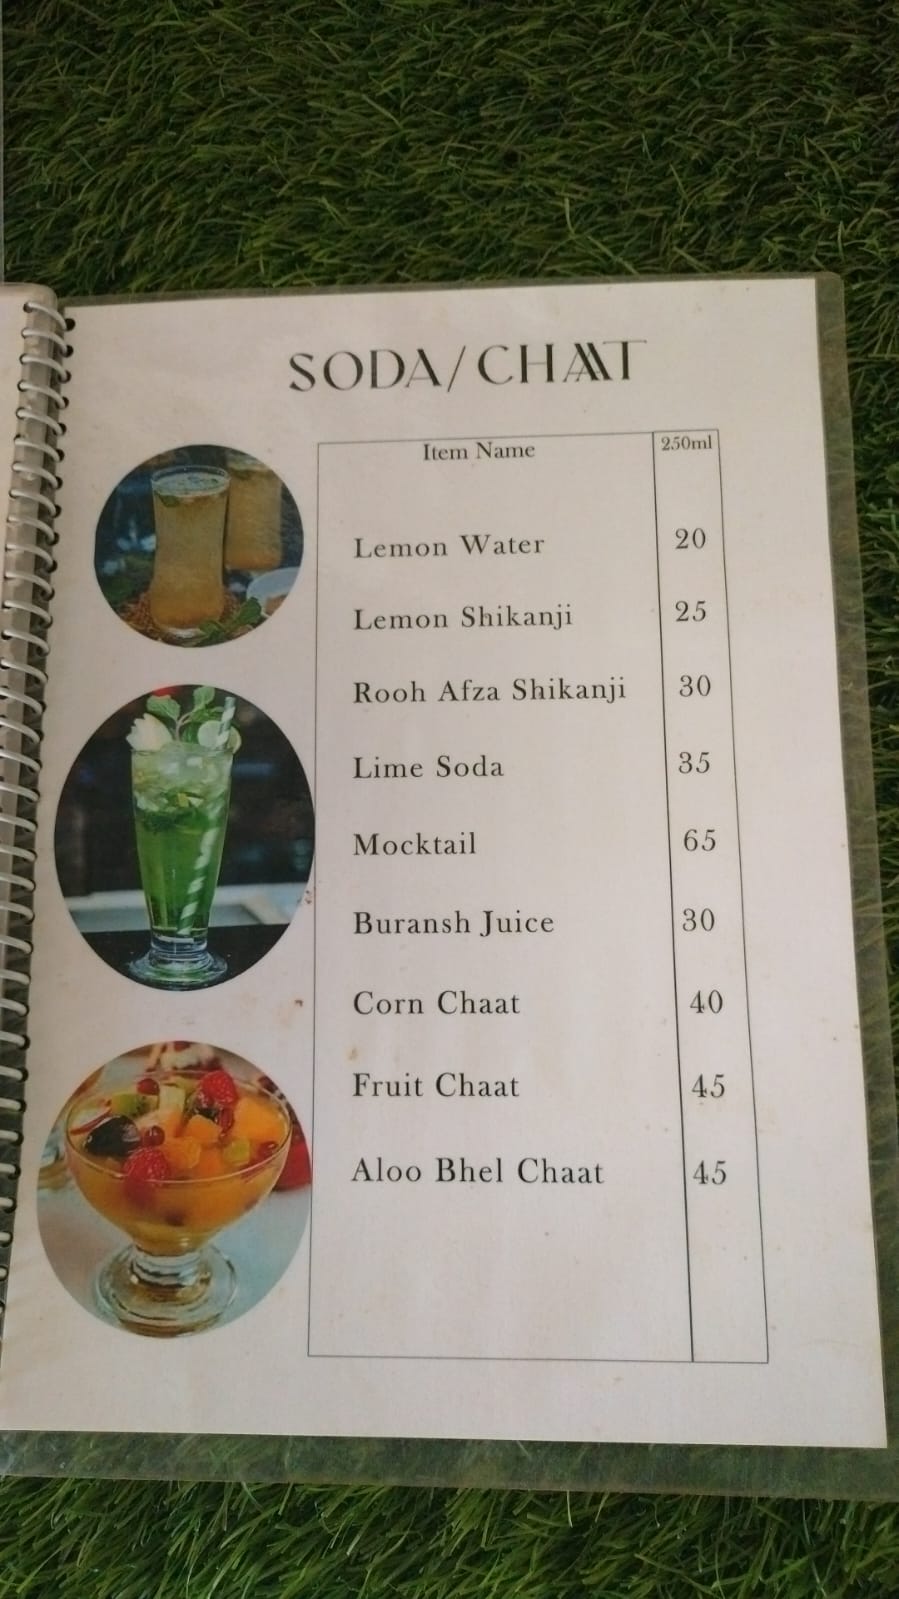 SODA/CHAAT
Item Name 250ml
Lemon Water 20
Lemon Shikanji 25
Rooh Afza Shikanji 30
Lime Soda 35
Mocktail 65
Buransh Juice 30
Corn Chaat 40
Fruit Chaat 45
Aloo Bhel Chaat 45